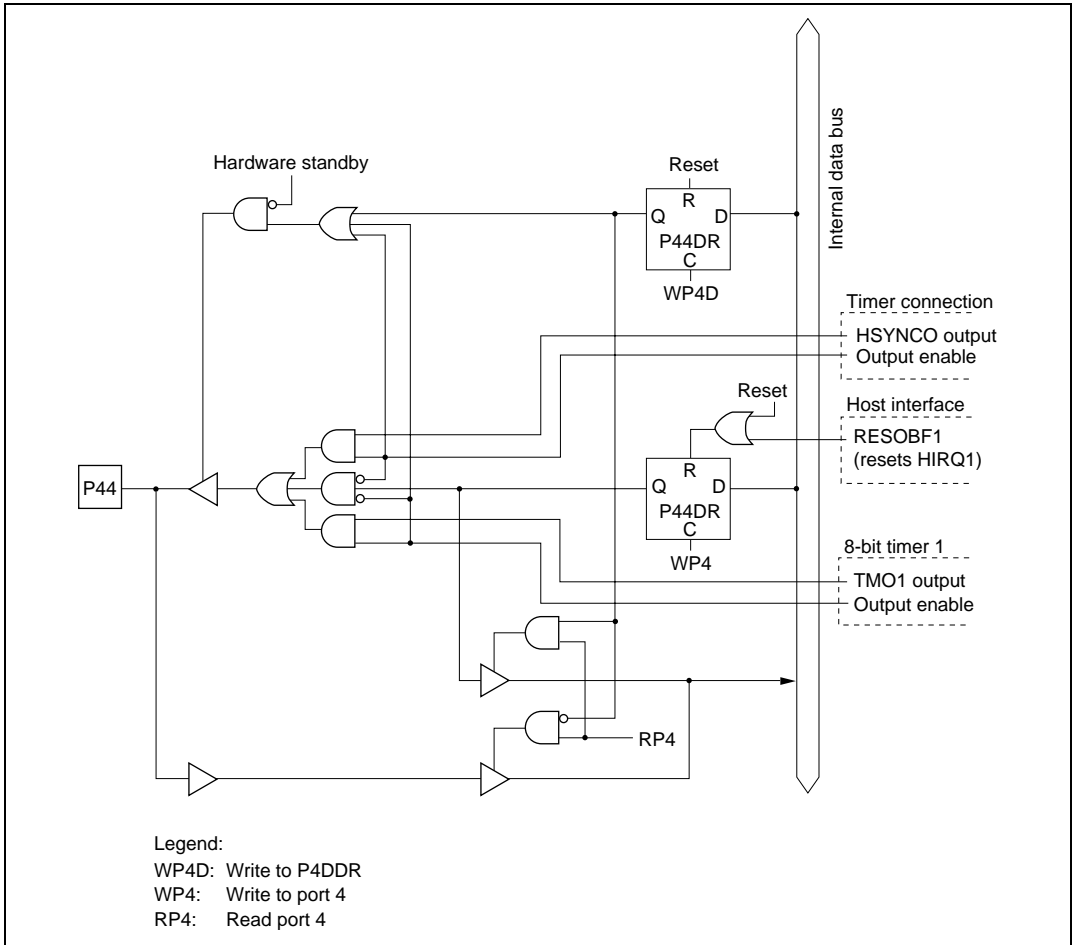 Hardware standby
Reset
R
Q D
P44DR
C
WP4D
Internal data bus
Timer connection
HSYNCO output
Output enable
Reset
Host interface
RESOBF1
(resets HIRQ1)
R
Q D
P44DR
C
WP4
P44
8-bit timer 1
TMO1 output
Output enable
RP4
Legend:
WP4D: Write to P4DDR
WP4: Write to port 4
RP4: Read port 4